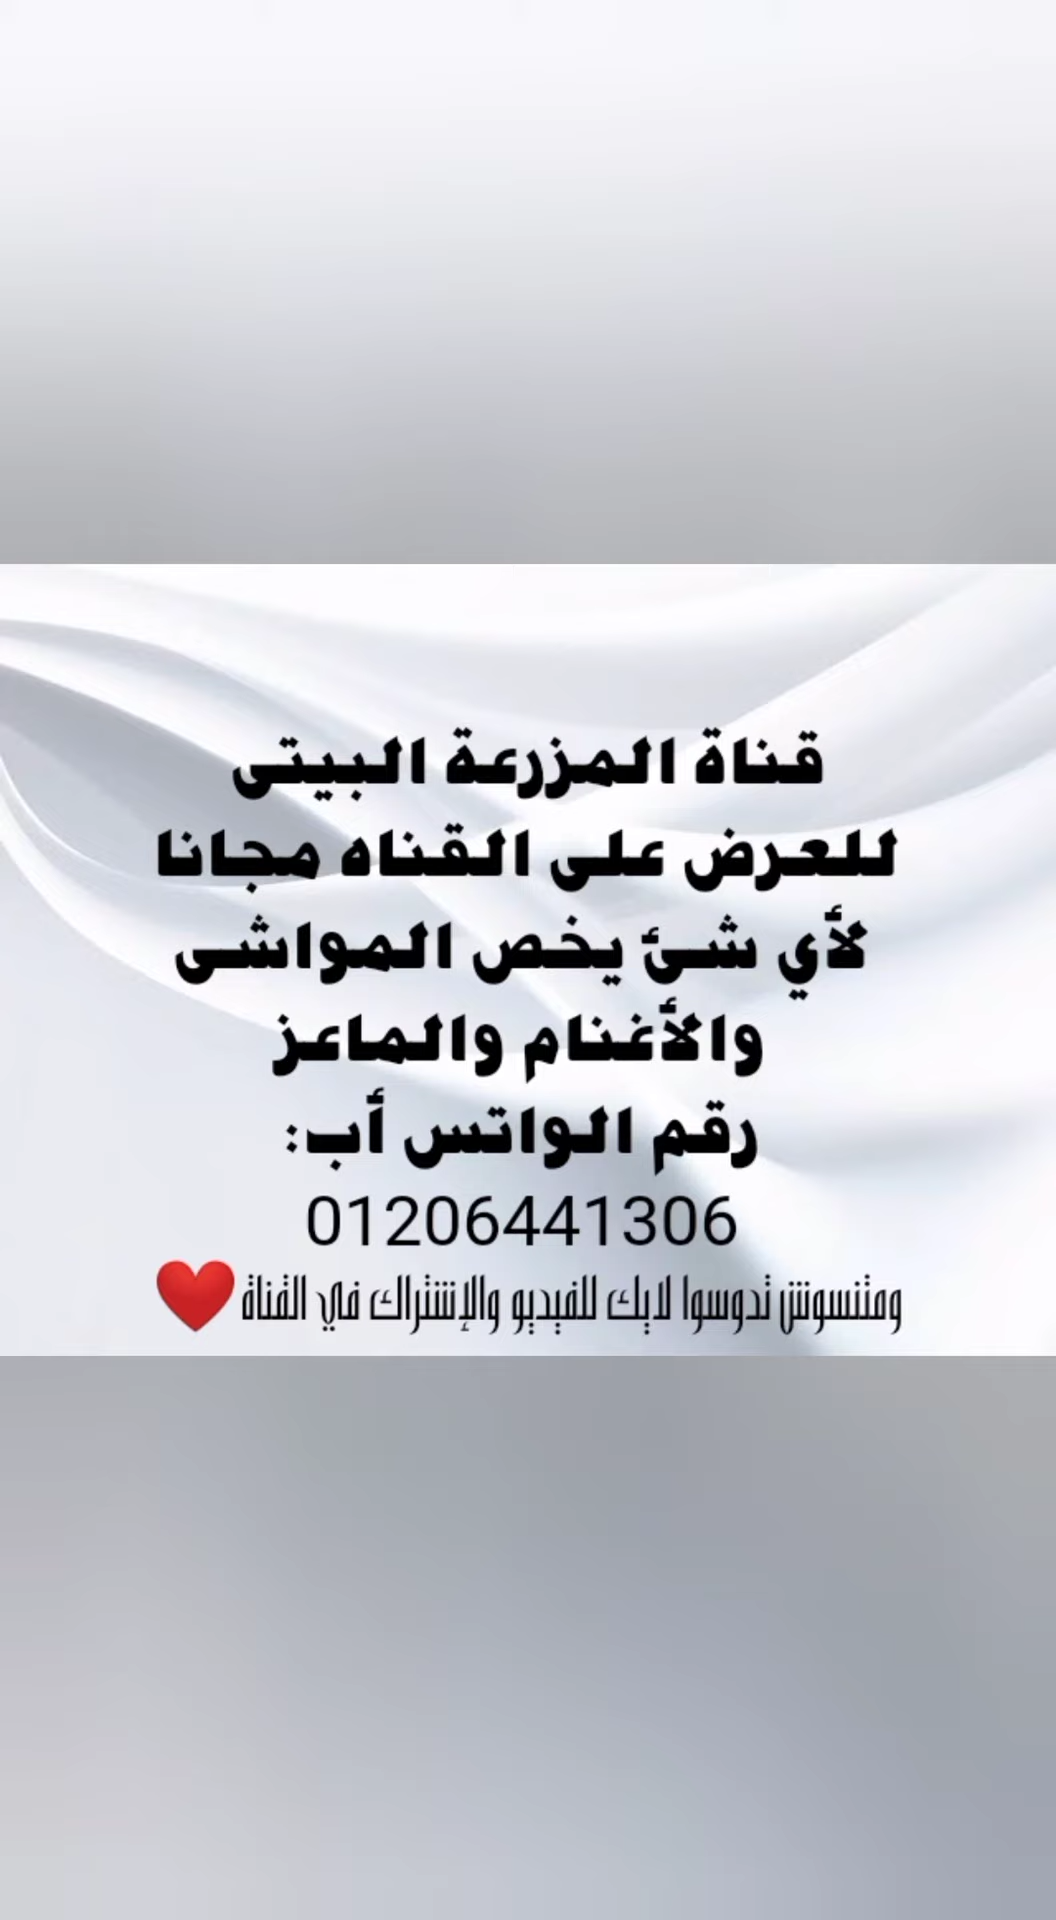 قناة المزرعة البيتى
للعرض على القناه مجانا
لأي شئ يخص المواشى
والأغنام والماعز
رقم الواتس أب:
01206441306
ومتنسوش تدوسوا لايك للفيديو والإشتراك في القناة ❤️